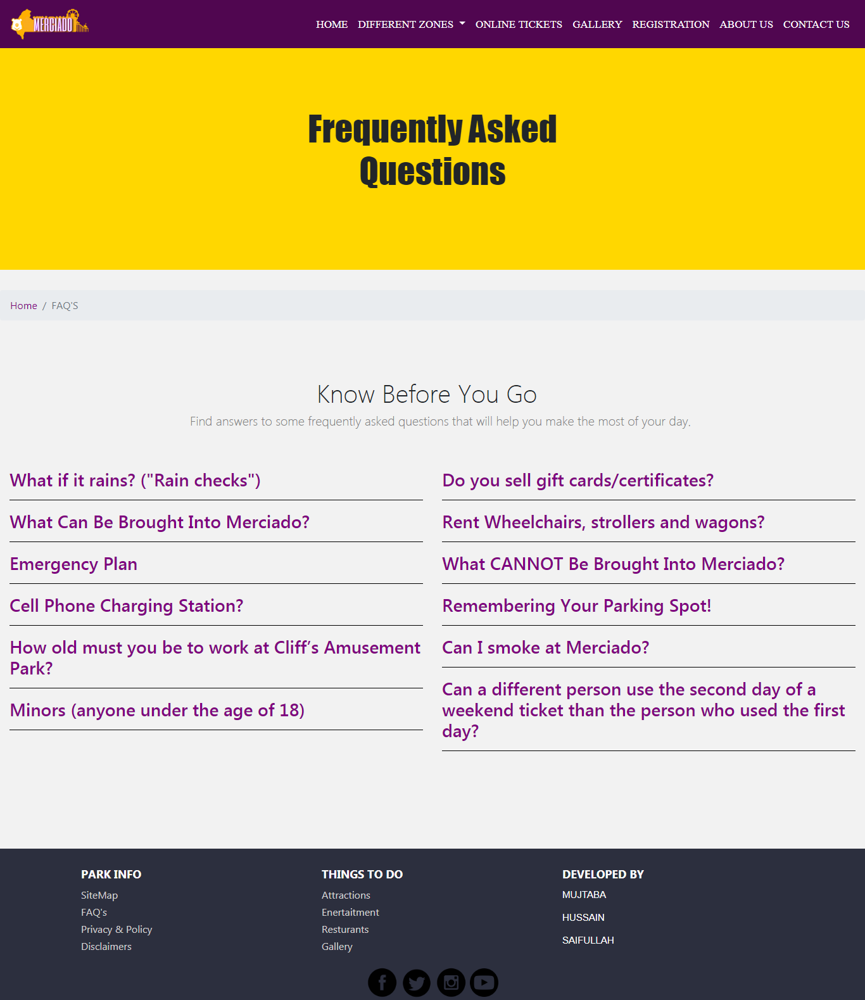 MERCIADO
HOME DIFFERENT ZONES ONLINE TICKETS GALLERY REGISTRATION ABOUT US CONTACT US
Frequently Asked
Questions
Home / FAQ'S
Know Before You Go
Find answers to some frequently asked questions that will help you make the most of your day.
What if it rains? ("Rain checks")
What Can Be Brought Into Merciado?
Emergency Plan
Cell Phone Charging Station?
How old must you be to work at Cliff’s Amusement
Park?
Minors (anyone under the age of 18)
Do you sell gift cards/certificates?
Rent Wheelchairs, strollers and wagons?
What CANNOT Be Brought Into Merciado?
Remembering Your Parking Spot!
Can I smoke at Merciado?
Can a different person use the second day of a
weekend ticket than the person who used the first
day?
PARK INFO
SiteMap
FAQ's
Privacy & Policy
Disclaimers
THINGS TO DO
Attractions
Enertaitment
Resturants
Gallery
DEVELOPED BY
MUJTABA
HUSSAIN
SAIFULLAH